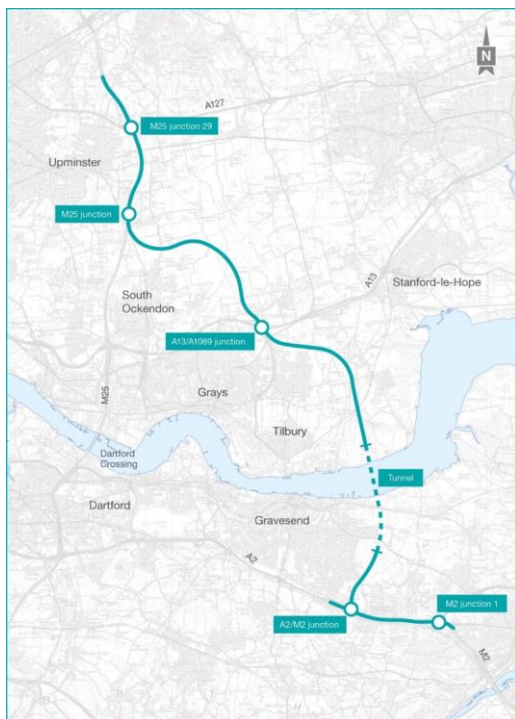 N
A127
M25 junction 29
Upminster
M25 junction
Stanford-le-Hope
A13
South
Ockendon
A13/A1089 junction
M25
Grays
Tilbury
Dartford
Crossing
Tunnel
Dartford
Gravesend
A2
M2 junction 1
A2/M2 junction
M2